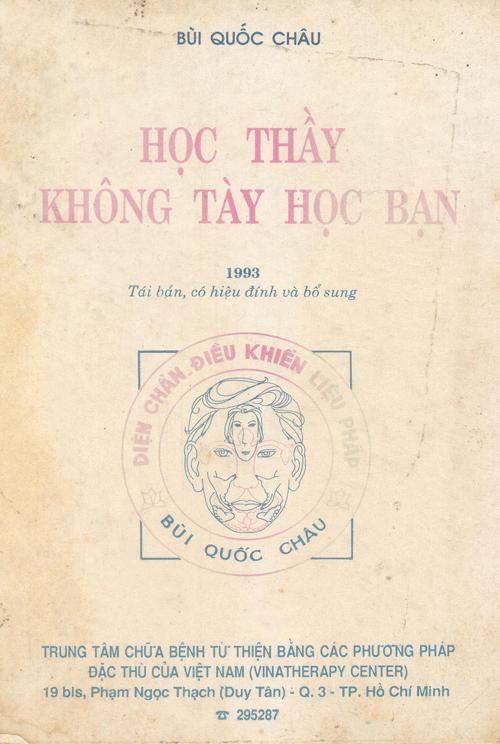 BÙI QUỐC CHÂU
HỌC THẦY
KHÔNG TÀY HỌC BẠN
1993
Tái bản, có hiệu đính và bổ sung
DIỆN CHẨN - ĐIỀU KHIỂN LIỆU PHÁP
BÙI QUỐC CHÂU
TRUNG TÂM CHỮA BỆNH TỪ THIỆN BẰNG CÁC PHƯƠNG PHÁP
ĐẶC THÙ CỦA VIỆT NAM (VINATHERAPY CENTER)
19 bis, Phạm Ngọc Thạch (Duy Tân) - Q. 3 - TP. Hồ Chí Minh
☎ 295287